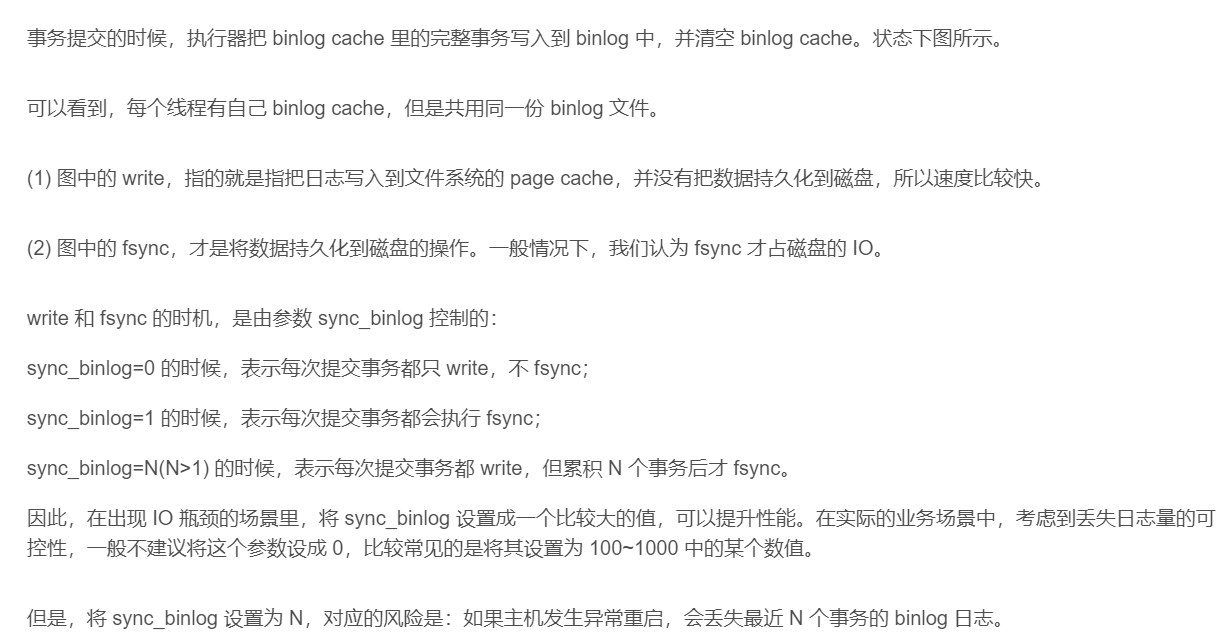 事务提交的时候，执行器把 binlog cache 里的完整事务写入到 binlog 中，并清空 binlog cache。状态下图所示。
可以看到，每个线程有自己 binlog cache，但是共用同一份 binlog 文件。
(1) 图中的 write，指的就是指把日志写入到文件系统的 page cache，并没有把数据持久化到磁盘，所以速度比较快。
(2) 图中的 fsync，才是将数据持久化到磁盘的操作。一般情况下，我们认为 fsync 才占磁盘的 IO。
write 和 fsync 的时机，是由参数 sync_binlog 控制的：
sync_binlog=0 的时候，表示每次提交事务都只 write，不 fsync；
sync_binlog=1 的时候，表示每次提交事务都会执行 fsync；
sync_binlog=N(N>1) 的时候，表示每次提交事务都 write，但累积 N 个事务后才 fsync。
因此，在出现 IO 瓶颈的场景里，将 sync_binlog 设置成一个比较大的值，可以提升性能。在实际的业务场景中，考虑到丢失日志量的可
控性，一般不建议将这个参数设成 0，比较常见的是将其设置为 100~1000 中的某个数值。
但是，将 sync_binlog 设置为 N，对应的风险是：如果主机发生异常重启，会丢失最近 N 个事务的 binlog 日志。